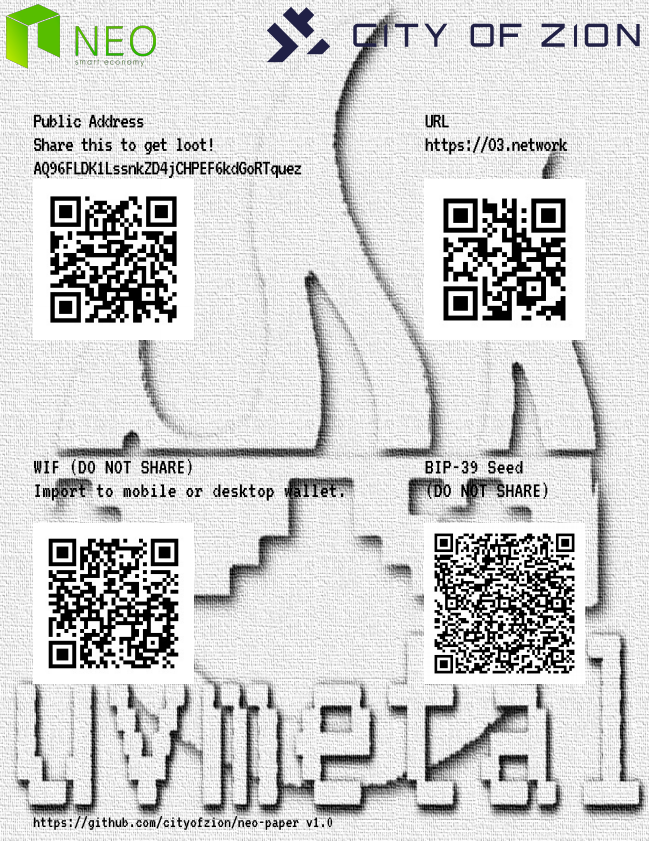 NEO
smart economy
CITY OF ZION
Public Address
Share this to get loot!
AQ96FLDK1LssnkZD4jCHPEF6kdGoRTquez
URL
https://03.network
WIF (DO NOT SHARE)
Import to mobile or desktop wallet.
BIP-39 Seed
(DO NOT SHARE)
uvmetal
https://github.com/cityofzion/neo-paper v1.0